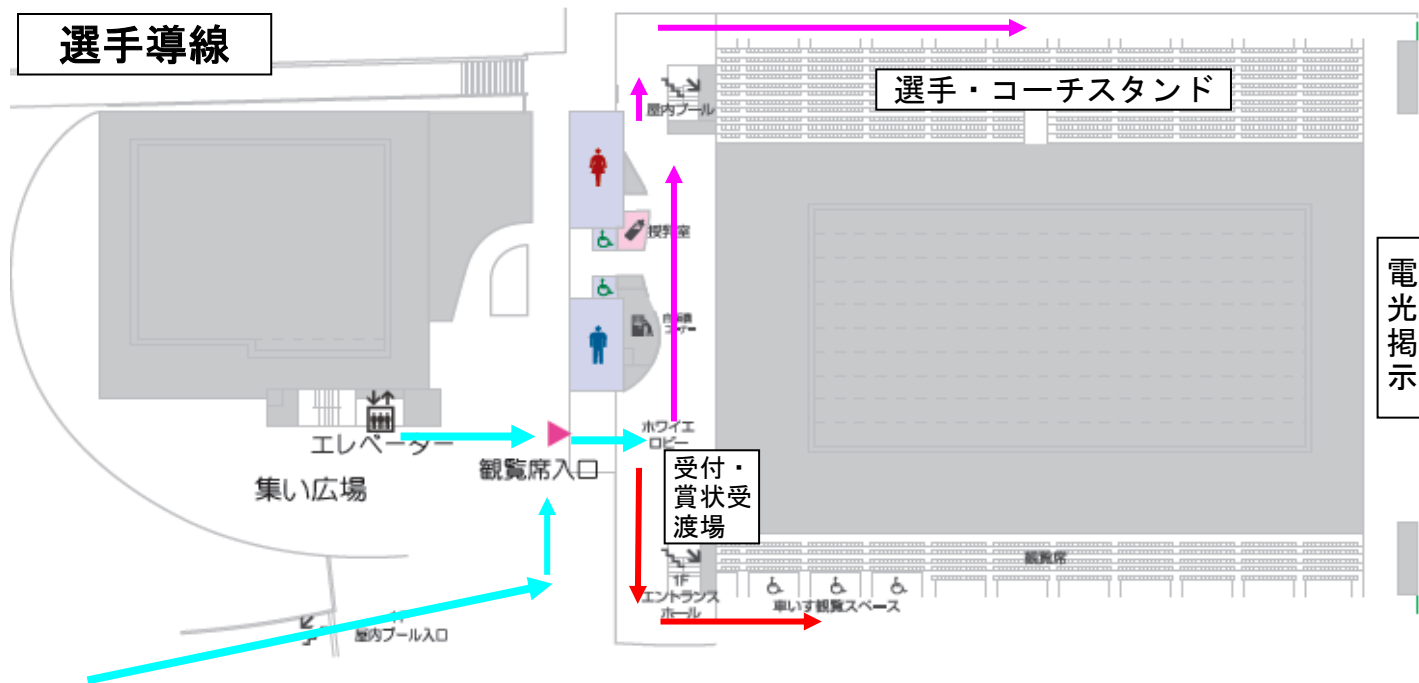 選手導線
選手・コーチスタンド
屋内プール
授乳室
電
光
掲
示
ホワイエ
ロビー
エレベーター
観覧席入口
集い広場
受付・
賞状受
渡場
観覧席
1F
エントランス
ホール
車いす観覧スペース
屋内プール入口